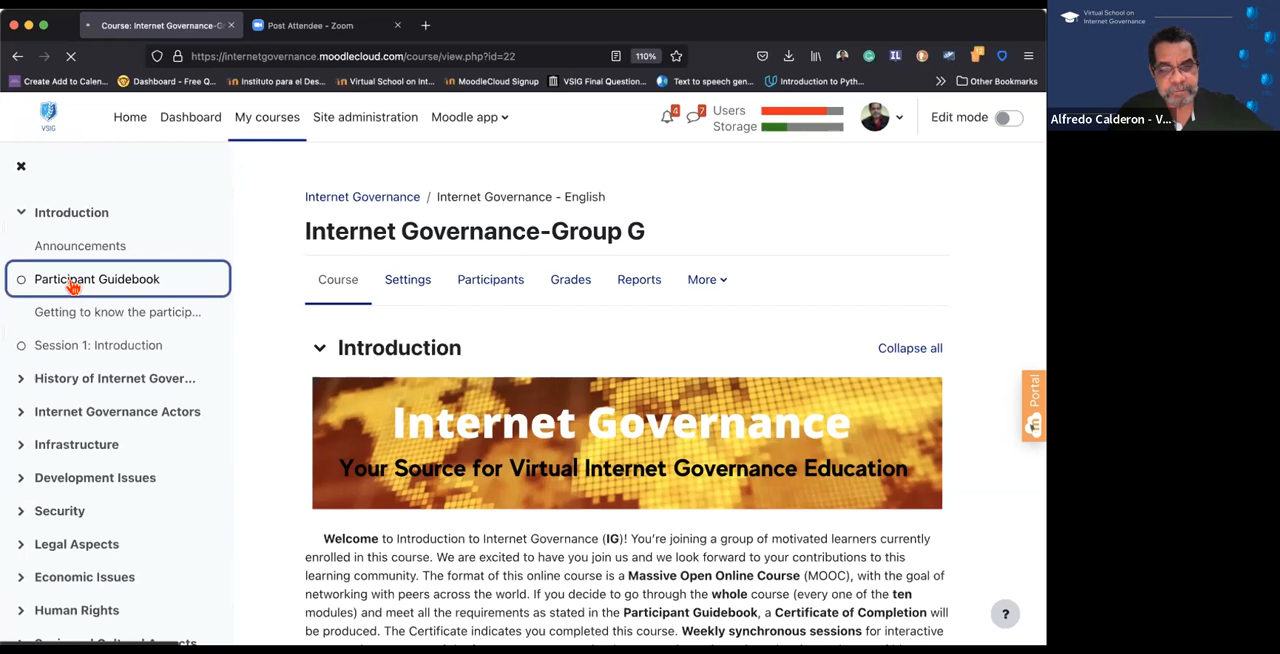 Course: Internet Governance-G
Post Attendee - Zoom
https://internetgovernance.moodlecloud.com/course/view.php?id=22
110%
Create Add to Calen...
Dashboard - Free Q...
Instituto para el Des...
Virtual School on Int...
MoodleCloud Signup
VSIG Final Question...
Text to speech gen...
Introduction to Pyth...
Other Bookmarks
Virtual School on
Internet Governance
Alfredo Calderon - V...
VSIG
Home
Dashboard
My courses
Site administration
Moodle app
4
7
Users
Storage
Edit mode
Introduction
Announcements
Participant Guidebook
Getting to know the particip...
Session 1: Introduction
History of Internet Gover...
Internet Governance Actors
Infrastructure
Development Issues
Security
Legal Aspects
Economic Issues
Human Rights
Internet Governance / Internet Governance - English
Internet Governance-Group G
Course
Settings
Participants
Grades
Reports
More
Introduction
Collapse all
Internet Governance
Your Source for Virtual Internet Governance Education
Welcome to Introduction to Internet Governance (IG)! You're joining a group of motivated learners currently
enrolled in this course. We are excited to have you join us and we look forward to your contributions to this
learning community. The format of this online course is a Massive Open Online Course (MOOC), with the goal of
networking with peers across the world. If you decide to go through the whole course (every one of the ten
modules) and meet all the requirements as stated in the Participant Guidebook, a Certificate of Completion will
be produced. The Certificate indicates you completed this course. Weekly synchronous sessions for interactive
Portal
?